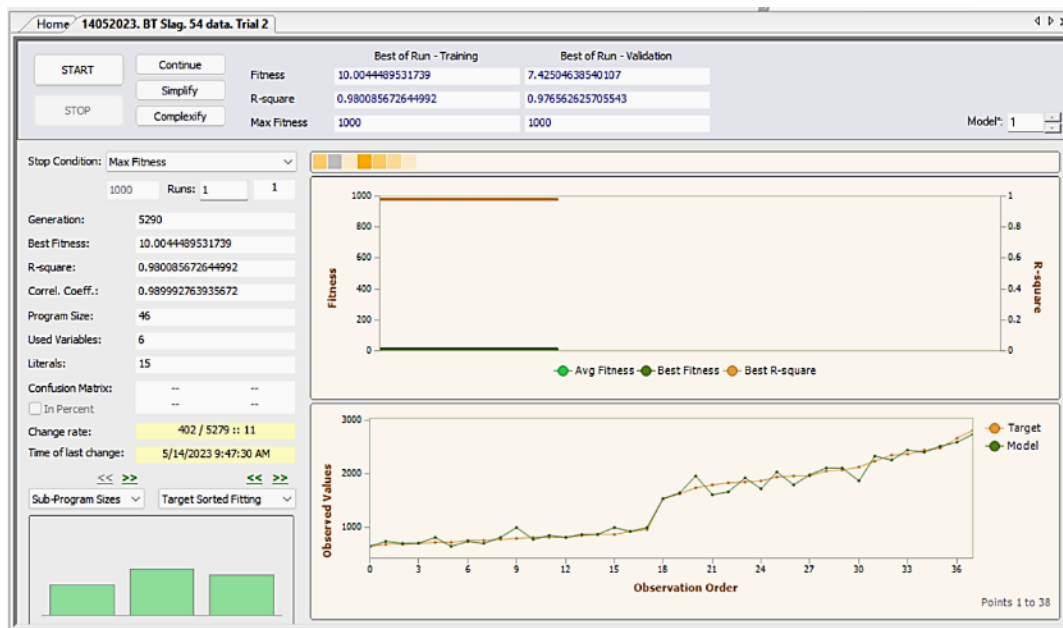 Home 14052023. BT Slag. 54 data. Trial 2
Best of Run - Training Best of Run - Validation
START Continue
Fitness 10.0044489531739 7.42504638540107
Simplify
R-square 0.980085672644992 0.976562625705543
STOP Complexify
Max Fitness 1000 1000
Model*: 1
Stop Condition: Max Fitness
1000 Runs: 1 1
Generation: 5290
Best Fitness: 10.0044489531739
R-square: 0.980085672644992
Correl. Coeff.: 0.989992763935672
Program Size: 46
Used Variables: 6
Literals: 15
Confusion Matrix: -- --
In Percent -- --
Change rate: 402 / 5279 :: 11
Time of last change: 5/14/2023 9:47:30 AM
<< >> << >>
Sub-Program Sizes Target Sorted Fitting
1000
800
600
400
200
0
Fitness
1
0.8
0.6
0.4
0.2
0
R-square
Avg Fitness Best Fitness Best R-square
3000
2000
1000
Observed Values
0 3 6 9 12 15 18 21 24 27 30 33 36
Observation Order
Target
Model
Points 1 to 38